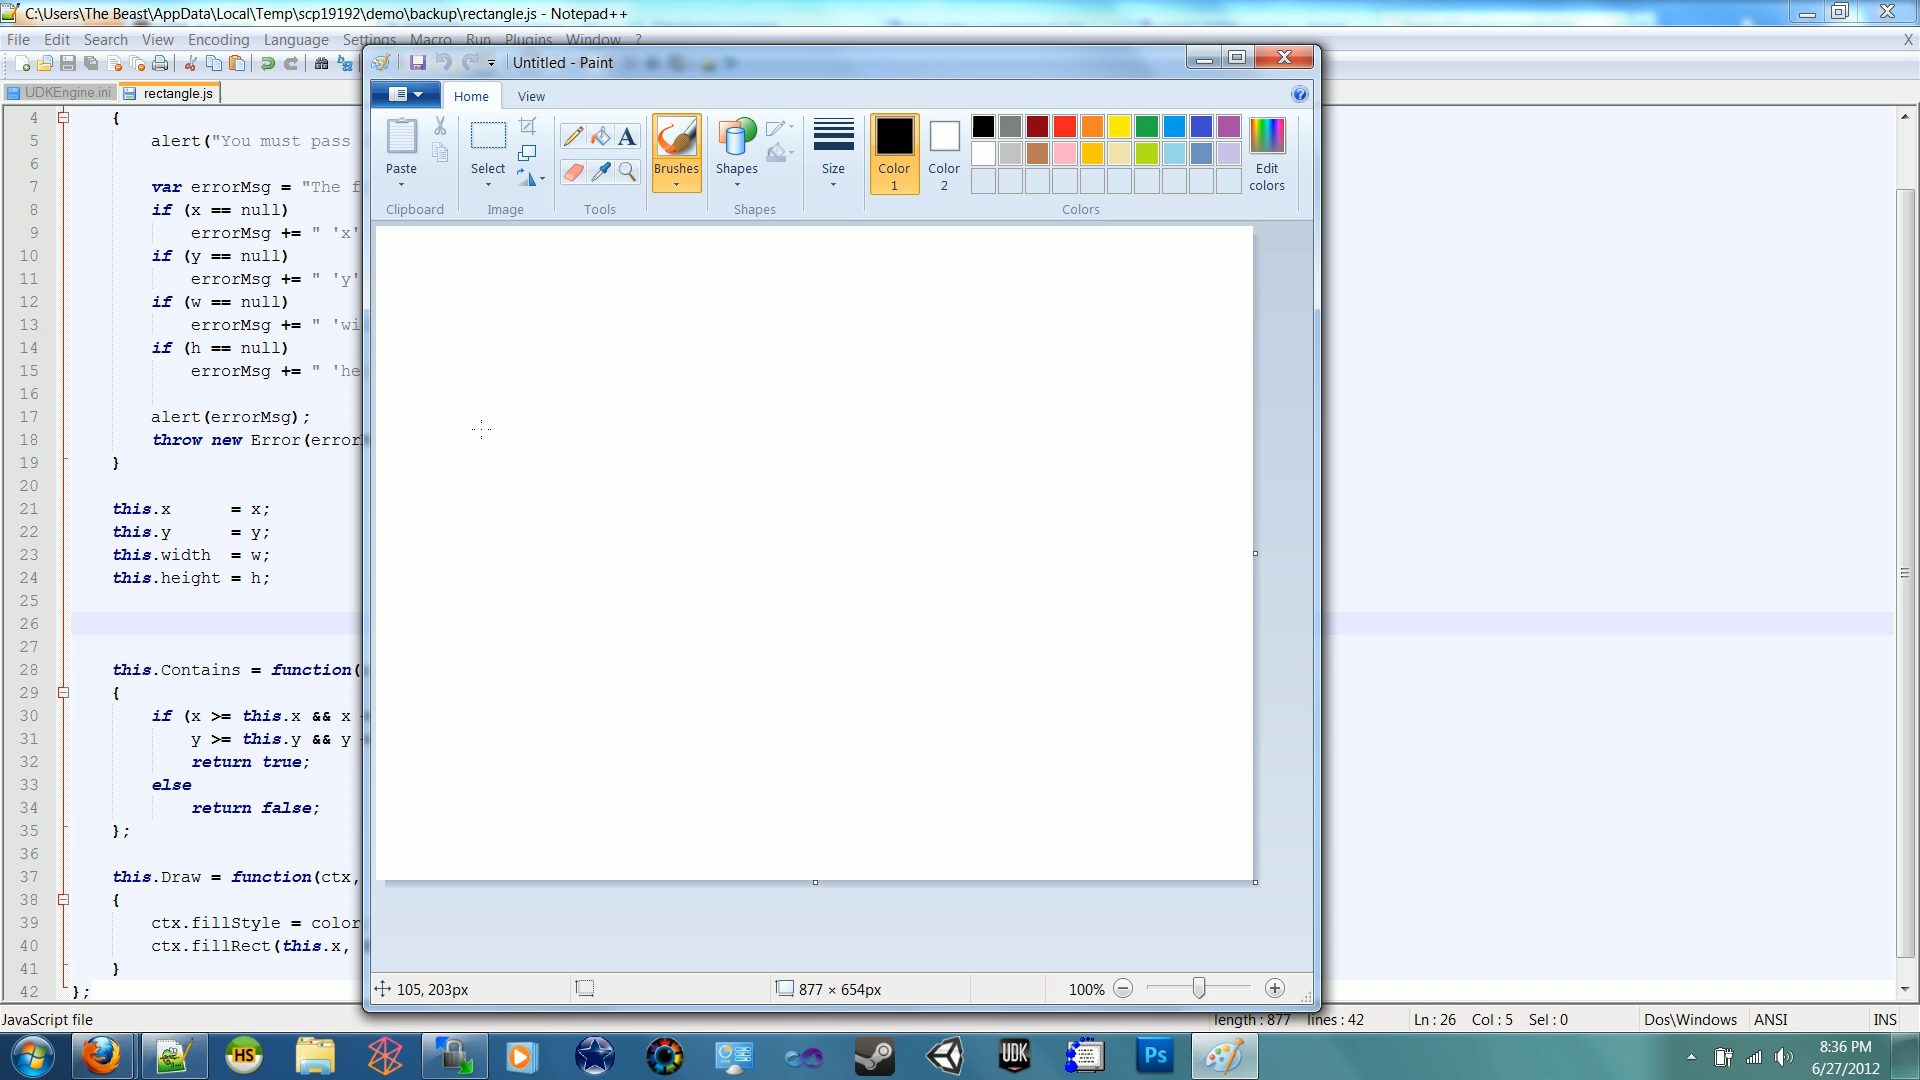 C:\Users\The Beast\AppData\Local\Temp\scp19192\demo\backup\rectangle.js - Notepad++
File Edit Search View Encoding Language Settings Macro Run Plugins Window ?
X
UDKEngine.ini rectangle.js
Untitled - Paint
Home View
Paste Select Brushes Shapes Size Color 1 Color 2 Edit colors
Clipboard Image Tools Shapes Colors
4 {
5 alert("You must pass
6
7 var errorMsg = "The f
8 if (x == null)
9 errorMsg += " 'x'
10 if (y == null)
11 errorMsg += " 'y'
12 if (w == null)
13 errorMsg += " 'wi
14 if (h == null)
15 errorMsg += " 'he
16
17 alert(errorMsg);
18 throw new Error(error
19 }
20
21 this.x = x;
22 this.y = y;
23 this.width = w;
24 this.height = h;
25
26
27
28 this.Contains = function(
29 {
30 if (x >= this.x && x
31 y >= this.y && y
32 return true;
33 else
34 return false;
35 };
36
37 this.Draw = function(ctx,
38 {
39 ctx.fillStyle = color
40 ctx.fillRect(this.x,
41 }
42 };
105, 203px 877 × 654px 100%
JavaScript file length : 877 lines : 42 Ln : 26 Col : 5 Sel : 0 Dos\Windows ANSI INS
HS UDK Ps
8:36 PM
6/27/2012